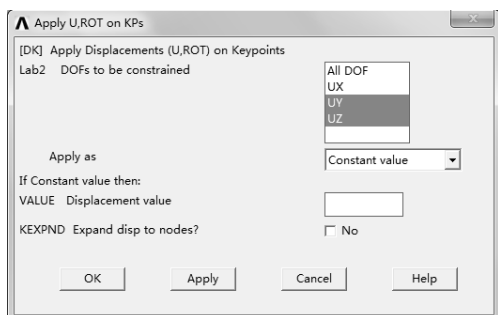 Apply U,ROT on KPs
[DK] Apply Displacements (U,ROT) on Keypoints
Lab2 DOFs to be constrained
All DOF
UX
UY
UZ
Apply as
Constant value
If Constant value then:
VALUE Displacement value
KEXPND Expand disp to nodes?
No
OK Apply Cancel Help